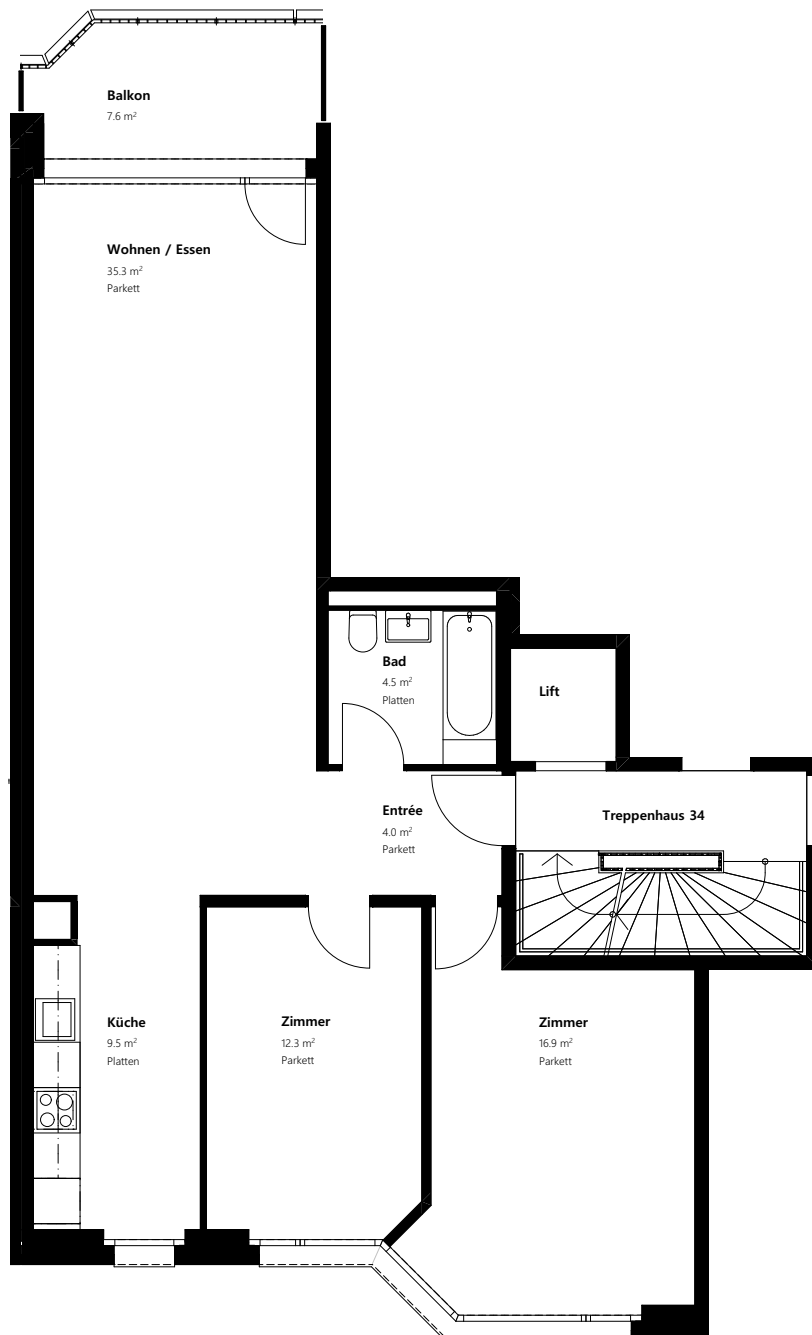 Balkon
7.6 m²
Wohnen / Essen
35.3 m²
Parkett
Bad
4.5 m²
Platten
Lift
Entrée
4.0 m²
Parkett
Treppenhaus 34
Küche
9.5 m²
Platten
Zimmer
12.3 m²
Parkett
Zimmer
16.9 m²
Parkett